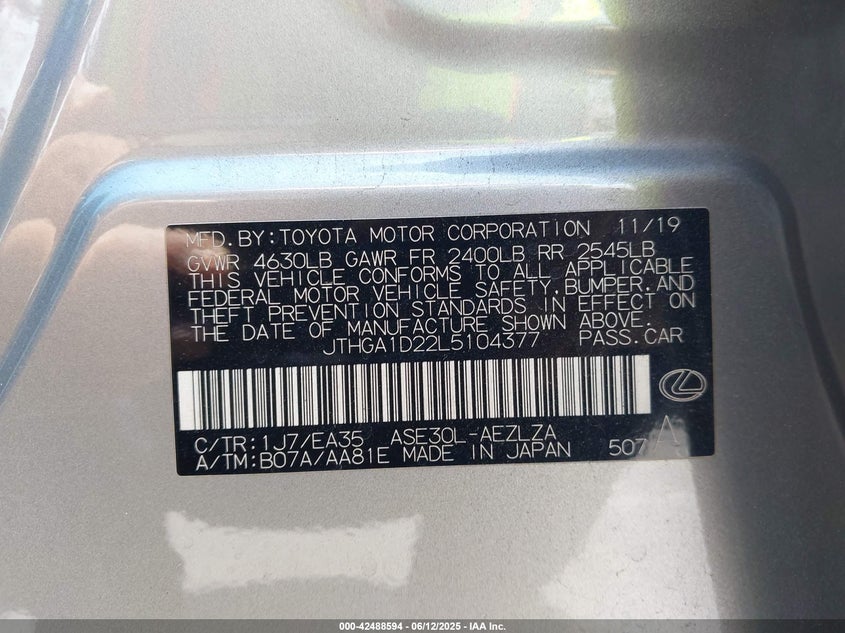 MFD. BY: TOYOTA MOTOR CORPORATION 11/19
GVWR 4630LB GAWR FR 2400LB RR 2545LB
THIS VEHICLE CONFORMS TO ALL APPLICABLE
FEDERAL MOTOR VEHICLE SAFETY, BUMPER, AND
THEFT PREVENTION STANDARDS IN EFFECT ON
THE DATE OF MANUFACTURE SHOWN ABOVE.
JTHGA1D22L5104377 PASS. CAR
C/TR: 1J7/EA35 ASE30L-AEZLZA
A/TM: B07A/AA81E MADE IN JAPAN 507 A
000-42488594 - 06/12/2025 - IAA Inc.